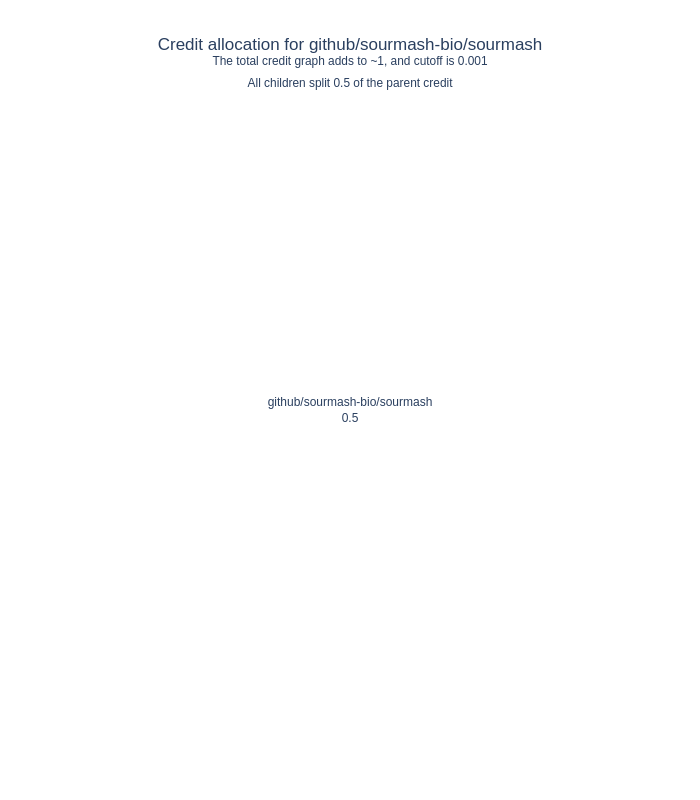 Credit allocation for github/sourmash-bio/sourmash
The total credit graph adds to ~1, and cutoff is 0.001
All children split 0.5 of the parent credit
github/sourmash-bio/sourmash
0.5